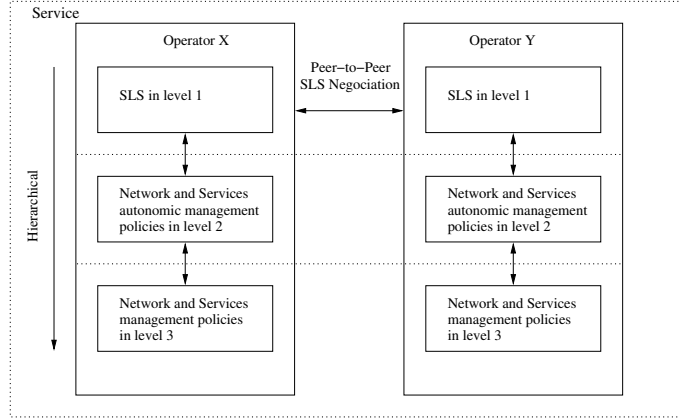 Service
Operator X
Operator Y
Peer−to−Peer
SLS Negociation
SLS in level 1
SLS in level 1
Hierarchical
Network and Services
autonomic management
policies in level 2
Network and Services
autonomic management
policies in level 2
Network and Services
management policies
in level 3
Network and Services
management policies
in level 3